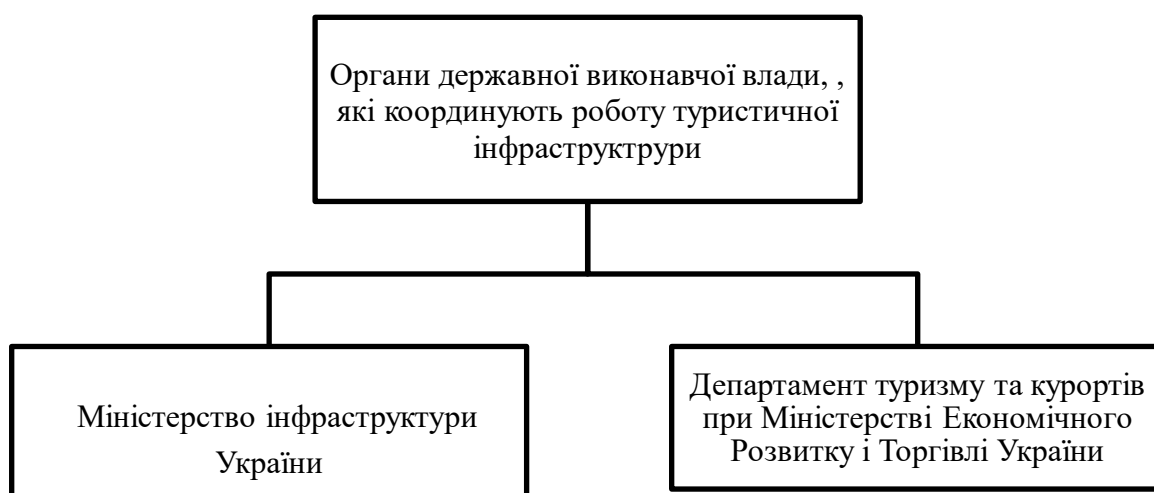 Органи державної виконавчої влади, ,
які координують роботу туристичної
інфраструктрури
Міністерство інфраструктури
України
Департамент туризму та курортів
при Міністерстві Економічного
Розвитку і Торгівлі України